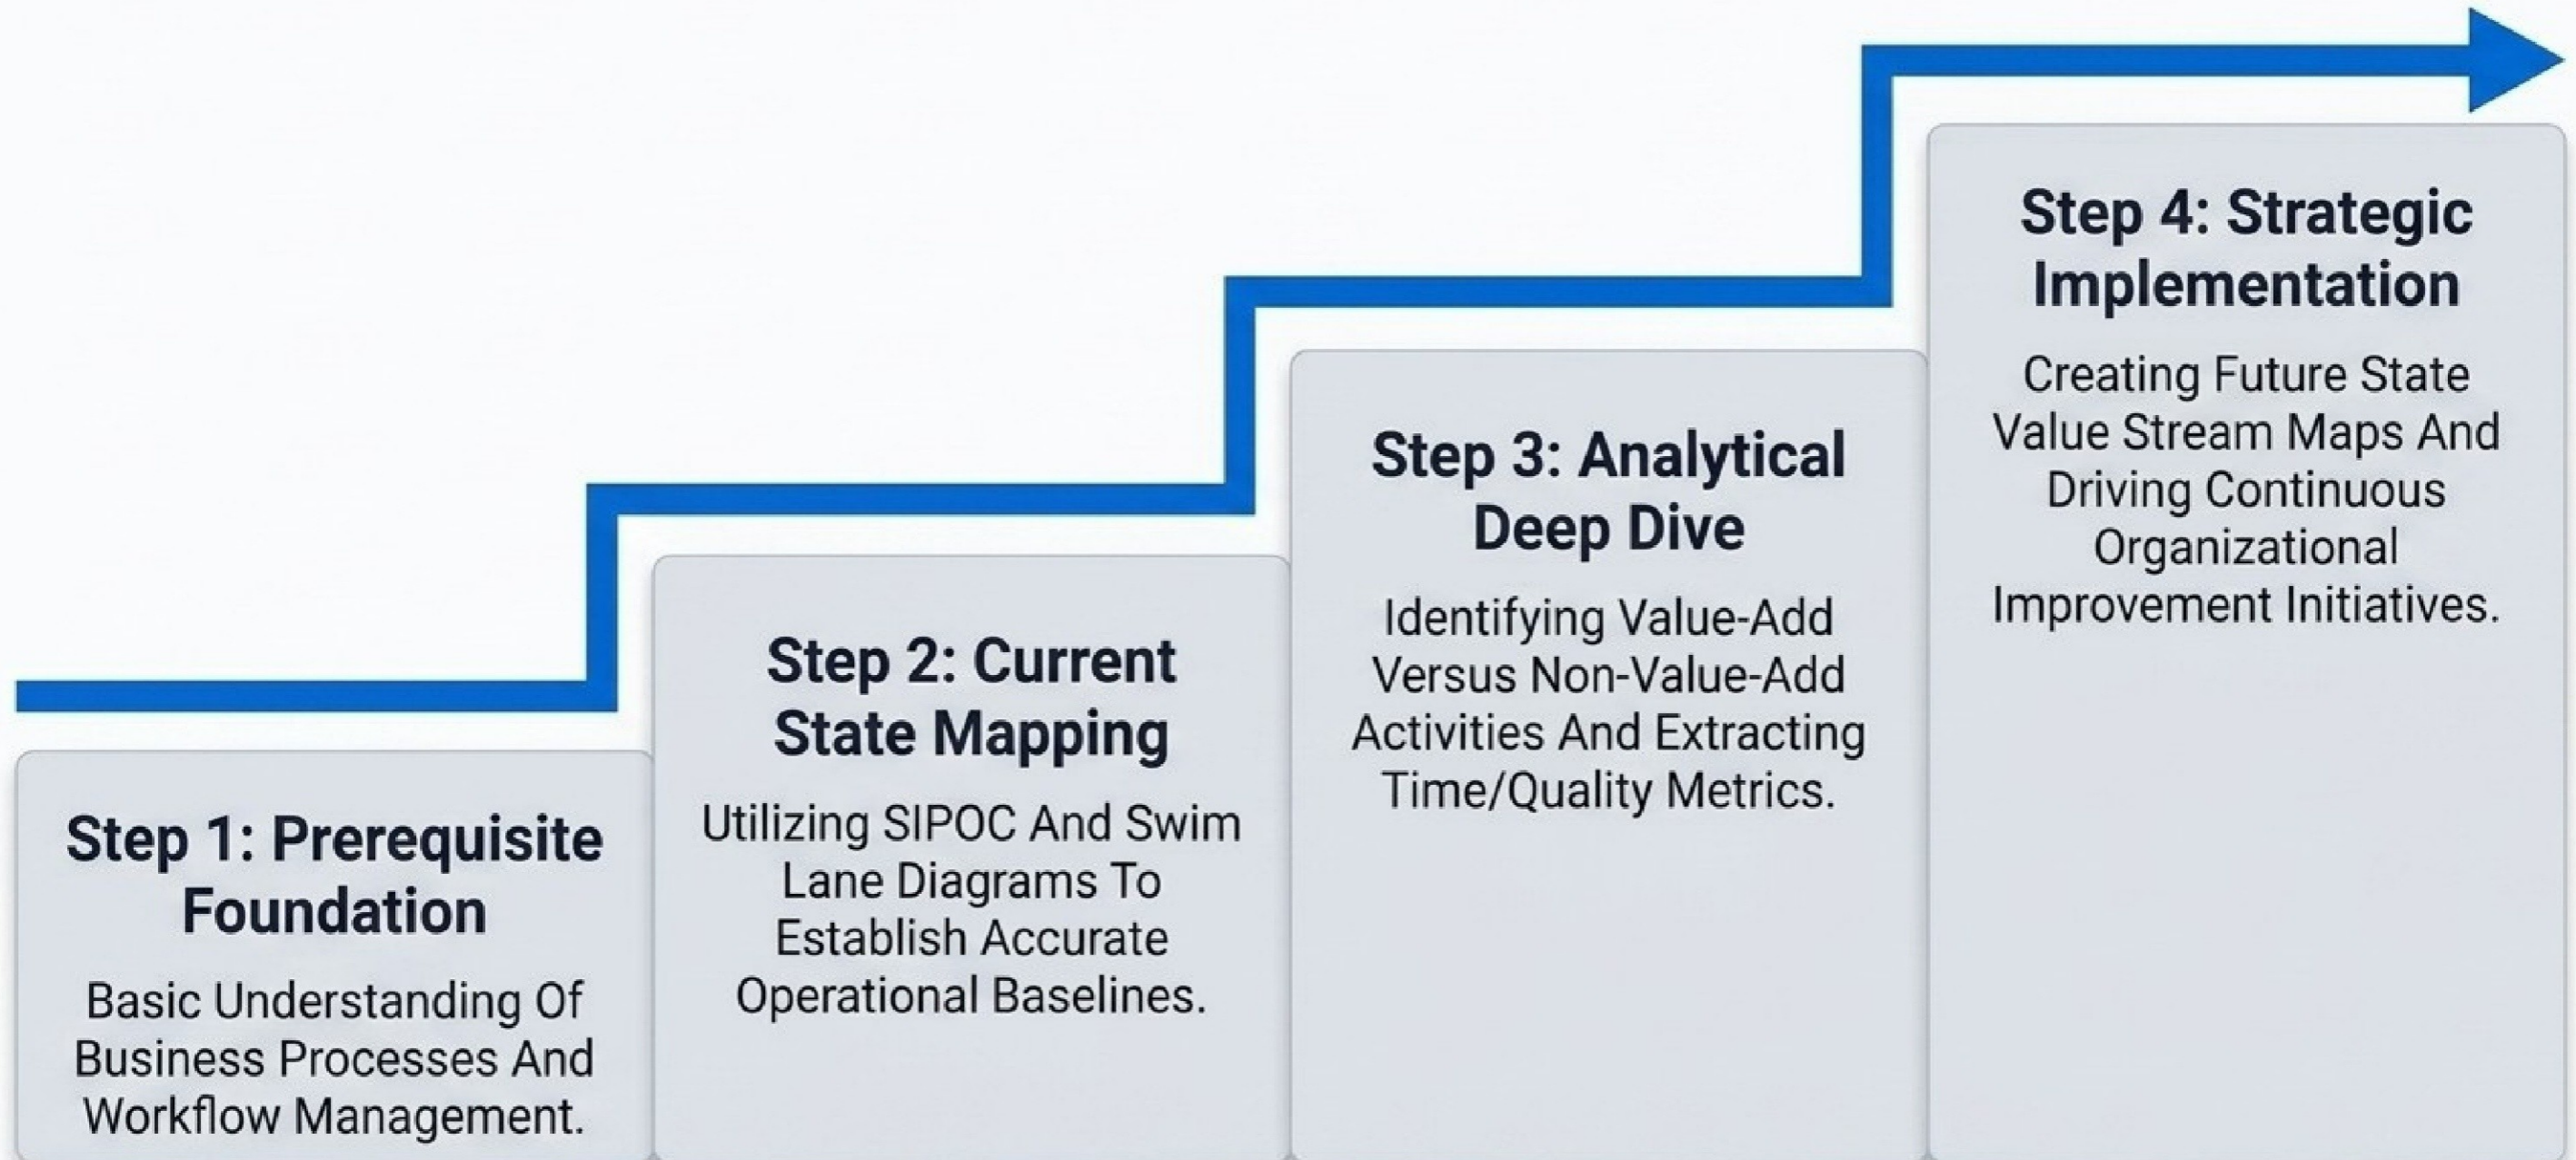 Step 1: Prerequisite
Foundation
Basic Understanding Of
Business Processes And
Workflow Management.
Step 2: Current
State Mapping
Utilizing SIPOC And Swim
Lane Diagrams To
Establish Accurate
Operational Baselines.
Step 3: Analytical
Deep Dive
Identifying Value-Add
Versus Non-Value-Add
Activities And Extracting
Time/Quality Metrics.
Step 4: Strategic
Implementation
Creating Future State
Value Stream Maps And
Driving Continuous
Organizational
Improvement Initiatives.